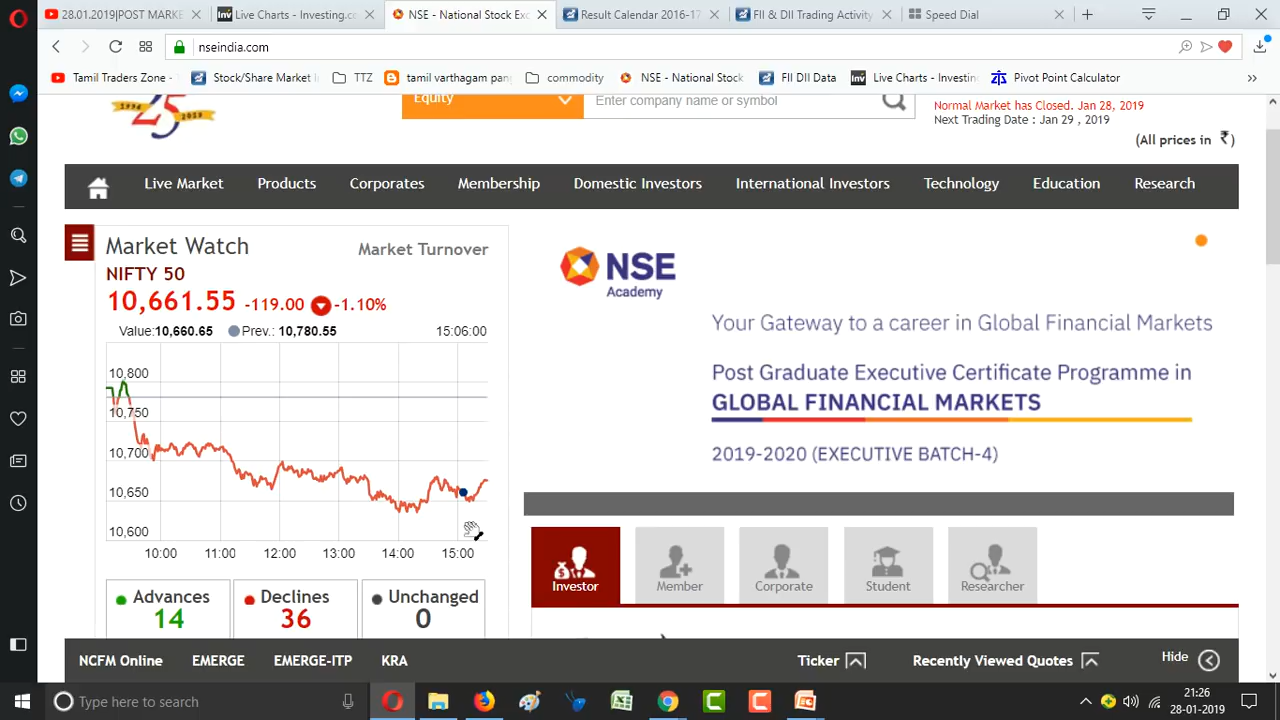 28.01.2019|POST MARKE
Live Charts - Investing.co
NSE - National Stock Exc
Result Calendar 2016-17
FII & DII Trading Activity
Speed Dial
nseindia.com
Tamil Traders Zone -
Stock/Share Market I
TTZ
tamil varthagam pang
commodity
NSE - National Stock
FII DII Data
Live Charts - Investin
Pivot Point Calculator
1994 25 2019
Equity
Enter company name or symbol
Normal Market has Closed. Jan 28, 2019
Next Trading Date : Jan 29 , 2019
(All prices in ₹)
Live Market
Products
Corporates
Membership
Domestic Investors
International Investors
Technology
Education
Research
Market Watch
Market Turnover
NIFTY 50
10,661.55 -119.00 -1.10%
Value:10,660.65
Prev.: 10,780.55
15:06:00
10,800
10,750
10,700
10,650
10,600
10:00 11:00 12:00 13:00 14:00 15:00
Advances
14
Declines
36
Unchanged
0
NSE
Academy
Your Gateway to a career in Global Financial Markets
Post Graduate Executive Certificate Programme in
GLOBAL FINANCIAL MARKETS
2019-2020 (EXECUTIVE BATCH-4)
Investor
Member
Corporate
Student
Researcher
NCFM Online
EMERGE
EMERGE-ITP
KRA
Ticker
Recently Viewed Quotes
Hide
Type here to search
21:26
28-01-2019